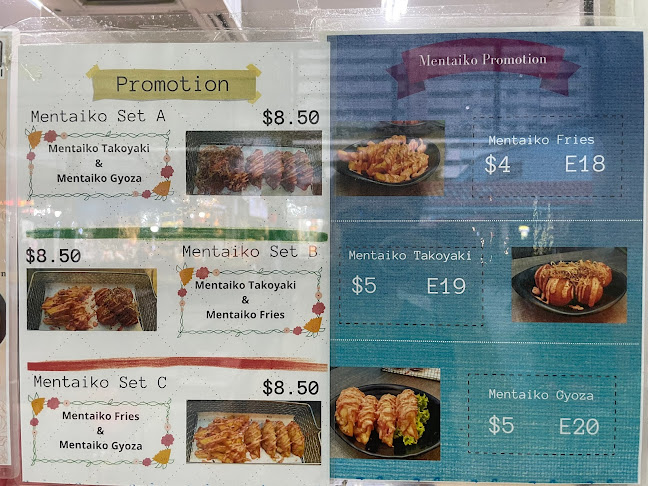 Promotion
Mentaiko Set A
$8.50
Mentaiko Takoyaki
&
Mentaiko Gyoza
$8.50
Mentaiko Set B
Mentaiko Takoyaki
&
Mentaiko Fries
Mentaiko Set C
$8.50
Mentaiko Fries
&
Mentaiko Gyoza
Mentaiko Promotion
Mentaiko Fries
$4 E18
Mentaiko Takoyaki
$5 E19
Mentaiko Gyoza
$5 E20